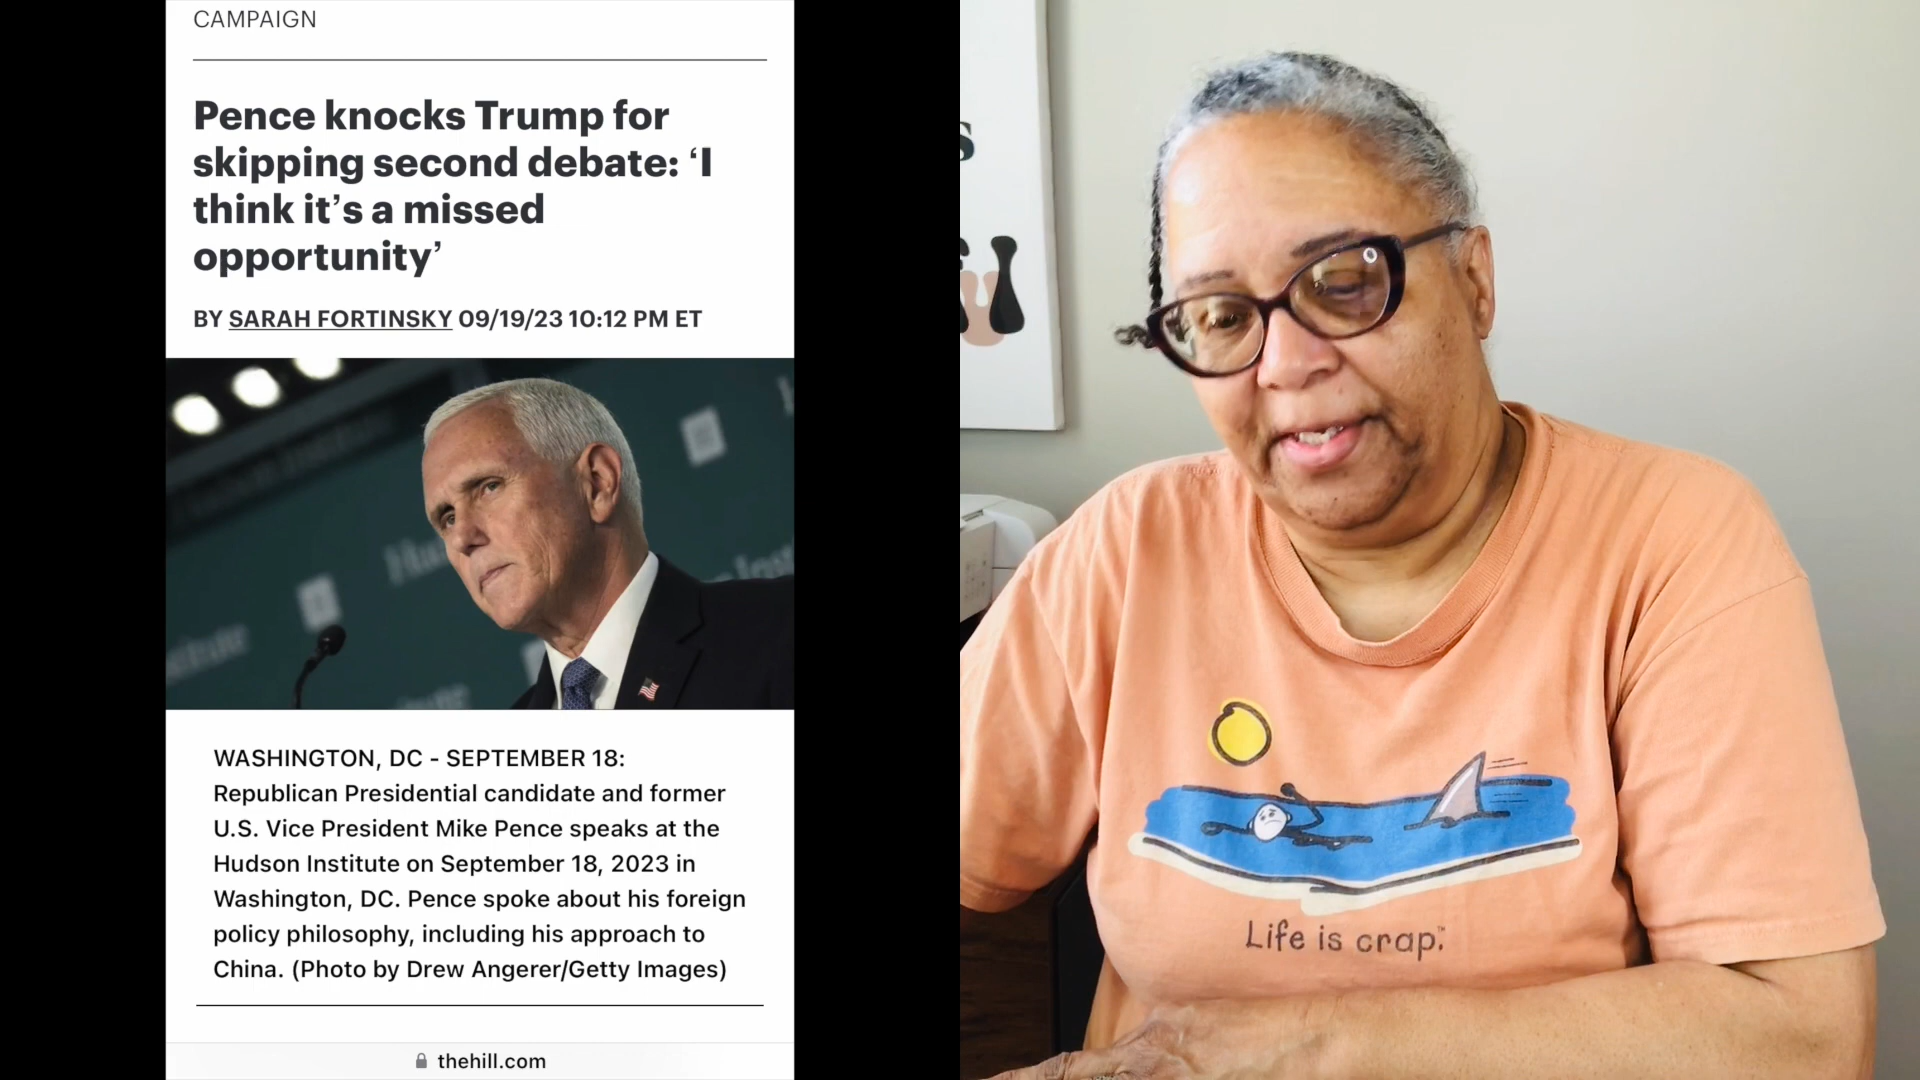 CAMPAIGN
Pence knocks Trump for
skipping second debate: ‘I
think it’s a missed
opportunity’
BY SARAH FORTINSKY 09/19/23 10:12 PM ET
WASHINGTON, DC - SEPTEMBER 18:
Republican Presidential candidate and former
U.S. Vice President Mike Pence speaks at the
Hudson Institute on September 18, 2023 in
Washington, DC. Pence spoke about his foreign
policy philosophy, including his approach to
China. (Photo by Drew Angerer/Getty Images)
thehill.com
Life is crap.™